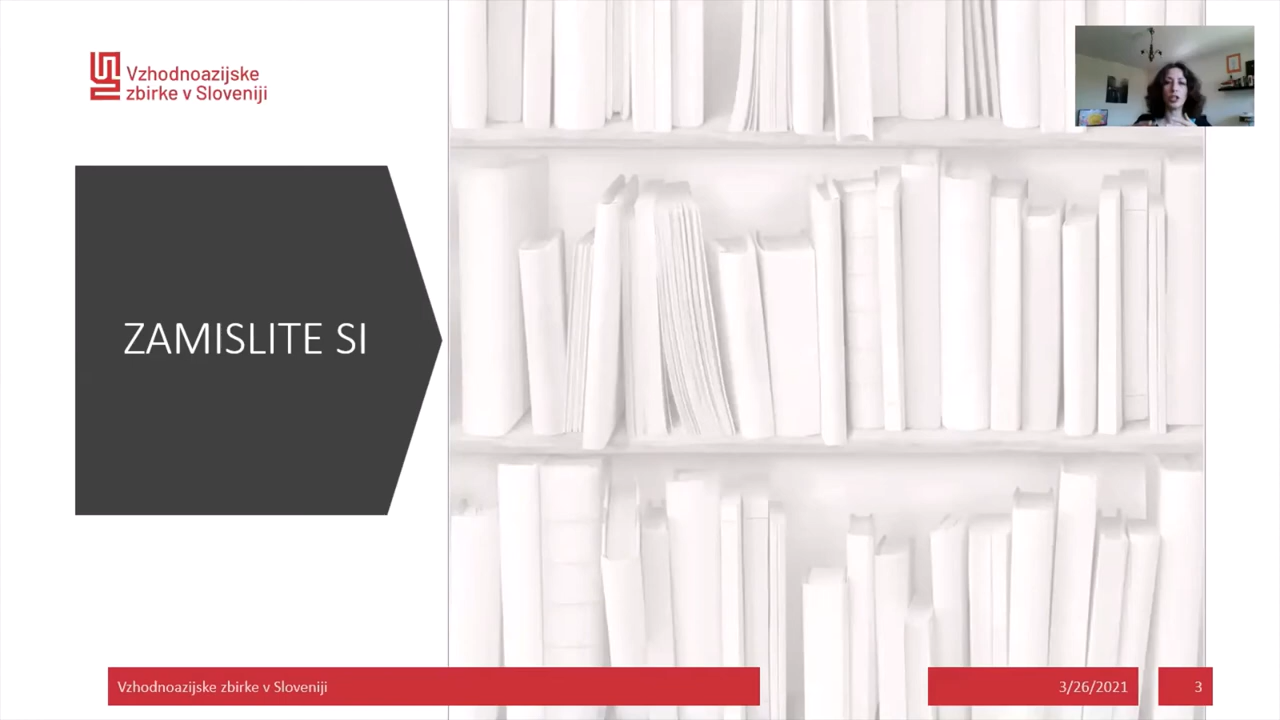 Vzhodnoazijske
zbirke v Sloveniji
ZAMISLITE SI
Vzhodnoazijske zbirke v Sloveniji
3/26/2021
3